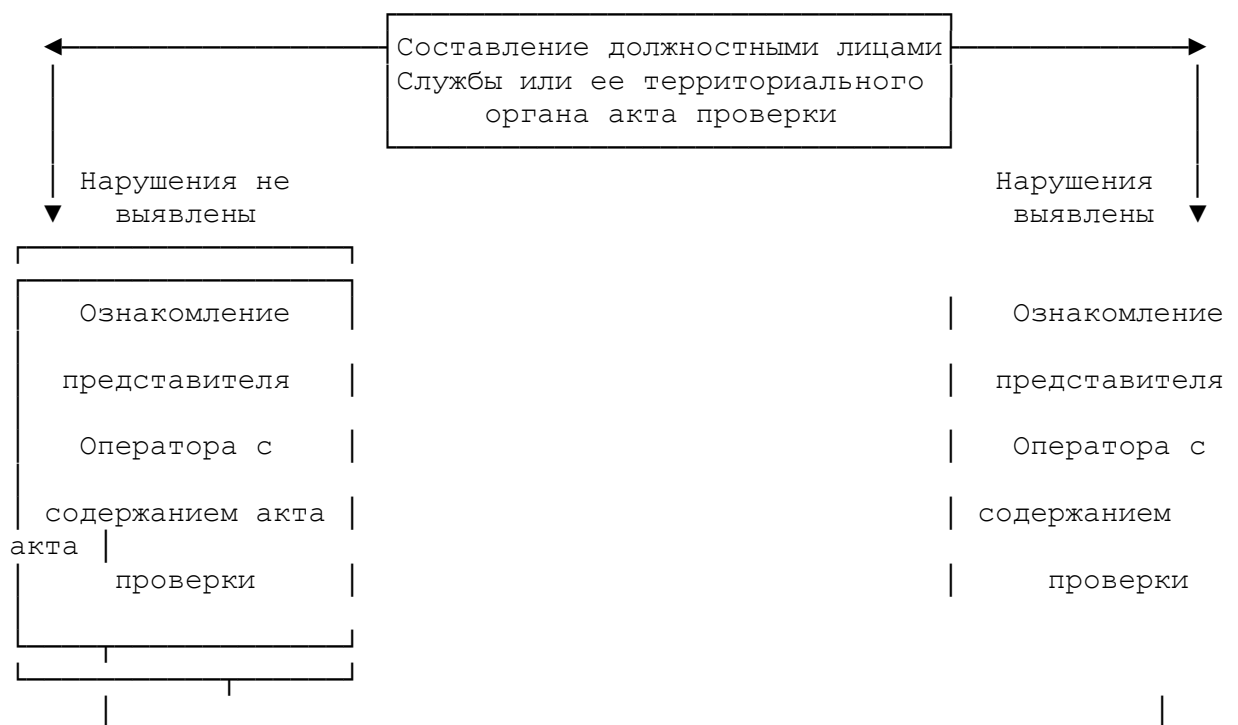 Составление должностными лицами
Службы или ее территориального
органа акта проверки
Нарушения не Нарушения
выявлены выявлены
Ознакомление Ознакомление
представителя представителя
Оператора с Оператора с
содержанием акта содержанием
акта
проверки проверки